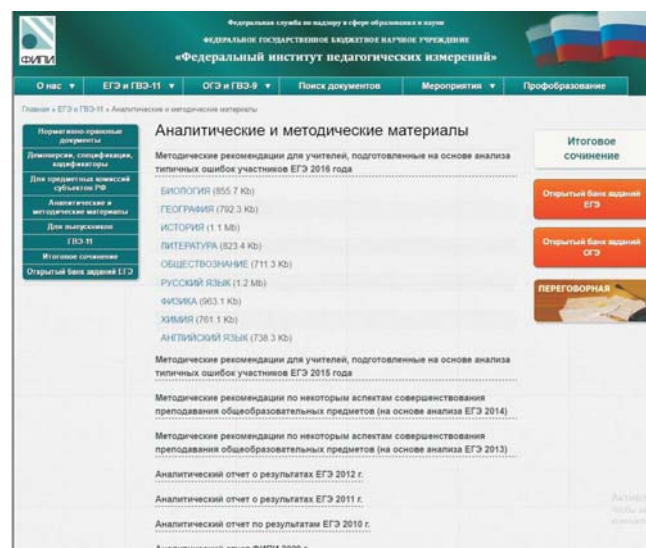 Федеральная служба по надзору в сфере образования и науки
ФЕДЕРАЛЬНОЕ ГОСУДАРСТВЕННОЕ БЮДЖЕТНОЕ НАУЧНОЕ УЧРЕЖДЕНИЕ
«Федеральный институт педагогических измерений»
ФИПИ
О нас ▼ ЕГЭ и ГВЭ-11 ▼ ОГЭ и ГВЭ-9 ▼ Поиск документов Мероприятия ▼ Профобразование
Главная » ЕГЭ и ГВЭ-11 » Аналитические и методические материалы
Нормативно-правовые
документы
Демоверсии, спецификации,
кодификаторы
Для предметных комиссий
субъектов РФ
Аналитические и
методические материалы
Для выпускников
ГВЭ-11
Итоговое сочинение
Открытый банк заданий ЕГЭ
Аналитические и методические материалы
Методические рекомендации для учителей, подготовленные на основе анализа
типичных ошибок участников ЕГЭ 2016 года
БИОЛОГИЯ (855.7 Kb)
ГЕОГРАФИЯ (792.3 Kb)
ИСТОРИЯ (1.1 Mb)
ЛИТЕРАТУРА (823.4 Kb)
ОБЩЕСТВОЗНАНИЕ (711.3 Kb)
РУССКИЙ ЯЗЫК (1.2 Mb)
ФИЗИКА (963.1 Kb)
ХИМИЯ (761.1 Kb)
АНГЛИЙСКИЙ ЯЗЫК (738.3 Kb)
Методические рекомендации для учителей, подготовленные на основе анализа
типичных ошибок участников ЕГЭ 2015 года
Методические рекомендации по некоторым аспектам совершенствования
преподавания общеобразовательных предметов (на основе анализа ЕГЭ 2014)
Методические рекомендации по некоторым аспектам совершенствования
преподавания общеобразовательных предметов (на основе анализа ЕГЭ 2013)
Аналитический отчет о результатах ЕГЭ 2012 г.
Аналитический отчет о результатах ЕГЭ 2011 г.
Аналитический отчет по результатам ЕГЭ 2010 г.
Итоговое
сочинение
Открытый банк заданий
ЕГЭ
Открытый банк заданий
ОГЭ
ПЕРЕГОВОРНАЯ